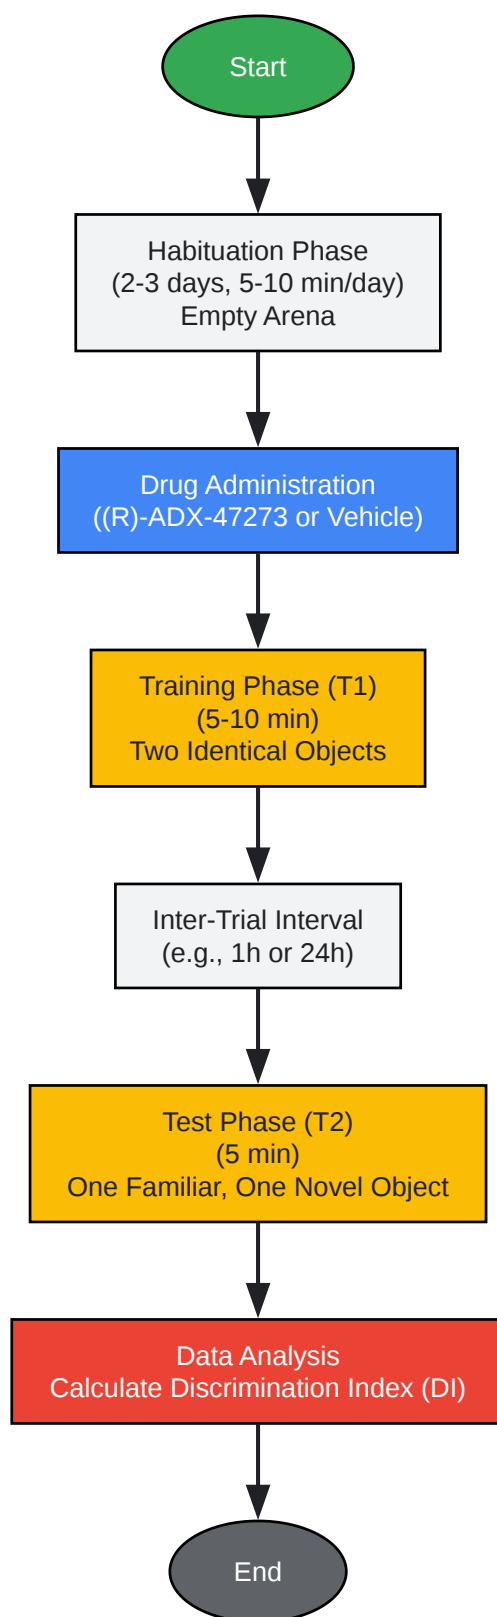 Start
Habituation Phase
(2-3 days, 5-10 min/day)
Empty Arena
Drug Administration
((R)-ADX-47273 or Vehicle)
Training Phase (T1)
(5-10 min)
Two Identical Objects
Inter-Trial Interval
(e.g., 1h or 24h)
Test Phase (T2)
(5 min)
One Familiar, One Novel Object
Data Analysis
Calculate Discrimination Index (DI)
End